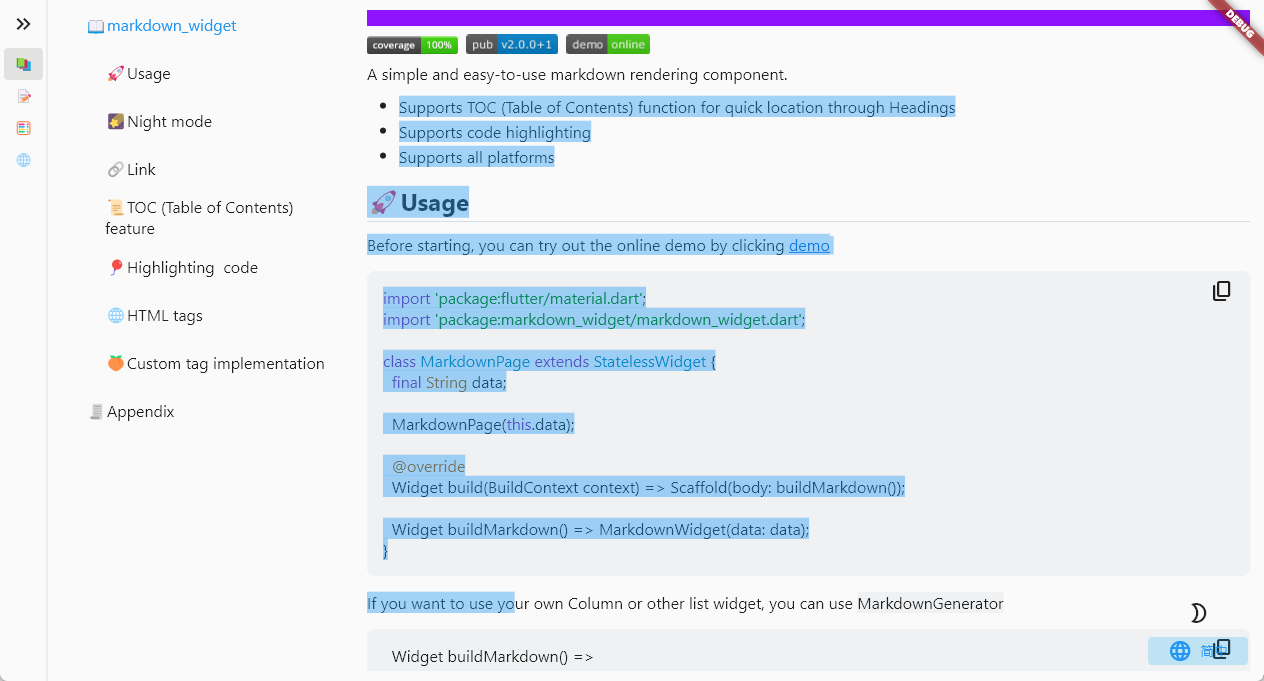 markdown_widget
Usage
Night mode
Link
TOC (Table of Contents)
feature
Highlighting code
HTML tags
Custom tag implementation
Appendix
DEBUG
coverage 100% pub v2.0.0+1 demo online
A simple and easy-to-use markdown rendering component.
Supports TOC (Table of Contents) function for quick location through Headings
Supports code highlighting
Supports all platforms
Usage
Before starting, you can try out the online demo by clicking demo
import 'package:flutter/material.dart';
import 'package:markdown_widget/markdown_widget.dart';
class MarkdownPage extends StatelessWidget {
final String data;
MarkdownPage(this.data);
@override
Widget build(BuildContext context) => Scaffold(body: buildMarkdown());
Widget buildMarkdown() => MarkdownWidget(data: data);
}
If you want to use your own Column or other list widget, you can use MarkdownGenerator
Widget buildMarkdown() =>